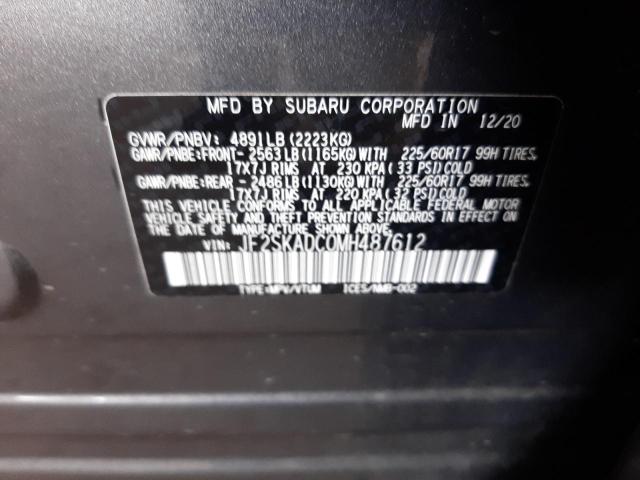 MFD BY SUBARU CORPORATION
MFD IN 12/20
GVWR/PNBV: 4891LB (2223KG)
GAWR/PNBE:FRONT- 2563LB (1165KG) WITH 225/60R17 99H TIRES,
17X7J RIMS AT 230 KPA ( 33 PSI) COLD
GAWR/PNBE:REAR - 2486LB (1130KG) WITH 225/60R17 99H TIRES,
17X7J RIMS AT 220 KPA ( 32 PSI) COLD
THIS VEHICLE CONFORMS TO ALL APPLICABLE FEDERAL MOTOR
VEHICLE SAFETY AND THEFT PREVENTION STANDARDS IN EFFECT ON
THE DATE OF MANUFACTURE SHOWN ABOVE.
VIN: JF2SKADC0MH487612
TYPE:MPV/VTUM ICES/NMB-002